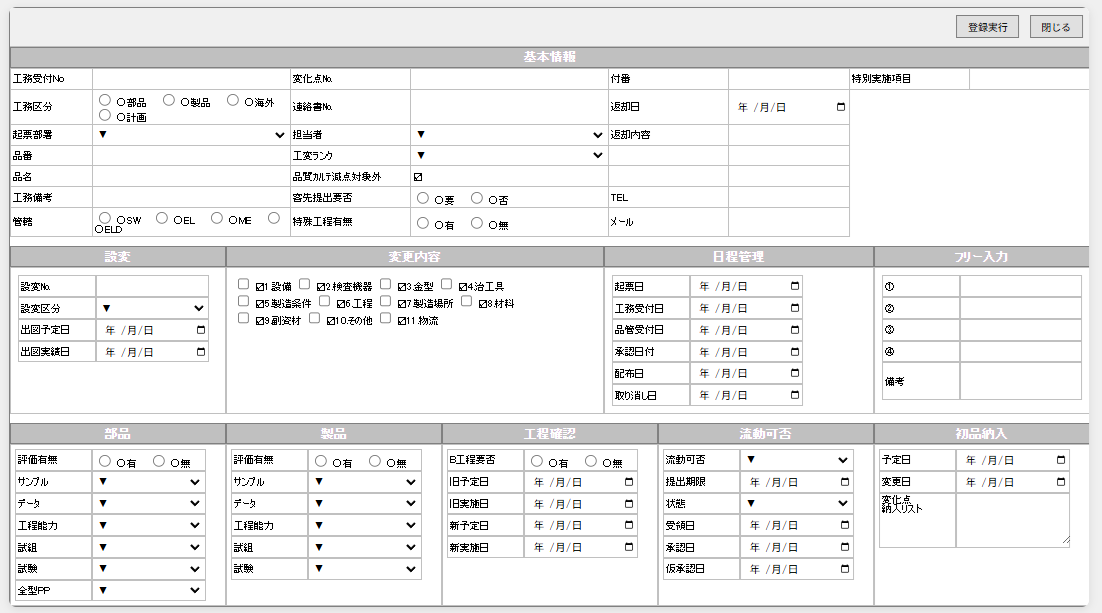 登録実行 閉じる
基本情報
工務受付No 変化点No. 付番 特別実施項目
工務区分 ○部品 ○製品 ○海外 連絡書No. 返却日 年 /月/日
○計画
起票部署 ▼ 担当者 ▼ 返却内容
品番 工変ランク ▼
品名 品質カルテ減点対象外 ☑
工務備考 客先提出要否 ○要 ○否 TEL
管轄 ○SW ○EL ○ME 特殊工程有無 ○有 ○無 メール
○ELD
設変 変更内容 日程管理 フリー入力
設変No. ☑1.設備 ☑2.検査機器 ☑3.金型 ☑4.治工具 起票日 年 /月/日 ①
設変区分 ▼ ☑5.製造条件 ☑6.工程 ☑7.製造場所 ☑8.材料 工務受付日 年 /月/日 ②
出図予定日 年 /月/日 ☑9.副資材 ☑10.その他 ☑11.物流 品管受付日 年 /月/日 ③
出図実績日 年 /月/日 承認日付 年 /月/日 ④
配布日 年 /月/日 備考
取り消し日 年 /月/日
部品 製品 工程確認 流動可否 初品納入
評価有無 ○有 ○無 評価有無 ○有 ○無 B工程要否 ○有 ○無 流動可否 ▼ 予定日 年 /月/日
サンプル ▼ サンプル ▼ 旧予定日 年 /月/日 提出期限 年 /月/日 変更日 年 /月/日
データ ▼ データ ▼ 旧実施日 年 /月/日 状態 ▼ 変化点
納入リスト
工程能力 ▼ 工程能力 ▼ 新予定日 年 /月/日 受領日 年 /月/日
試組 ▼ 試組 ▼ 新実施日 年 /月/日 承認日 年 /月/日
試験 ▼ 試験 ▼ 仮承認日 年 /月/日
全型PP ▼